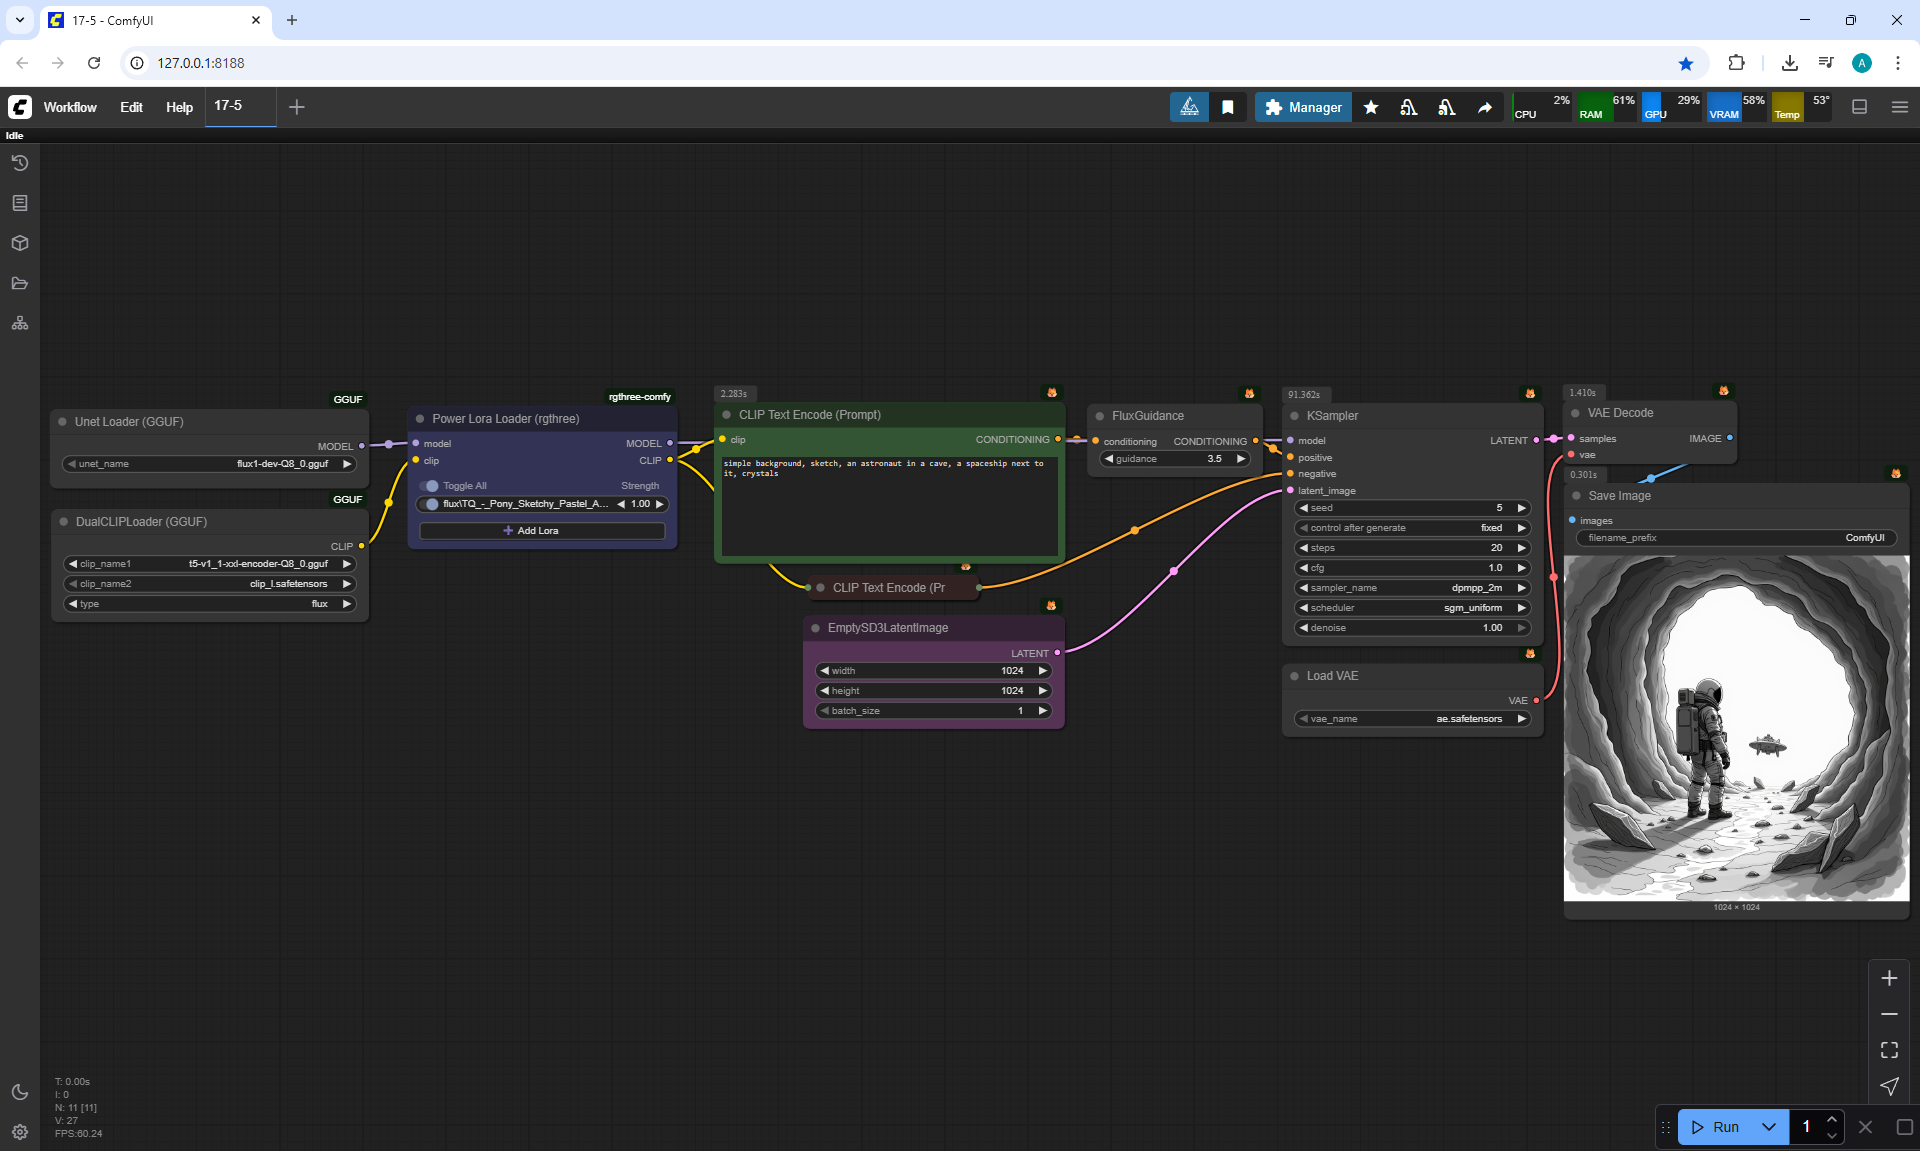 17-5 - ComfyUI
127.0.0.1:8188
A
Workflow
Edit
Help
17-5
Manager
CPU 2%
RAM 61%
GPU 29%
VRAM 58%
Temp 53°
Idle
GGUF
Unet Loader (GGUF)
MODEL
unet_name flux1-dev-Q8_0.gguf
GGUF
DualCLIPLoader (GGUF)
CLIP
clip_name1 t5-v1_1-xxl-encoder-Q8_0.gguf
clip_name2 clip_l.safetensors
type flux
rgthree-comfy
Power Lora Loader (rgthree)
model MODEL
clip CLIP
Toggle All Strength
flux\TQ_-_Pony_Sketchy_Pastel_A... 1.00
Add Lora
2.283s
CLIP Text Encode (Prompt)
clip CONDITIONING
simple background, sketch, an astronaut in a cave, a spaceship next to
it, crystals
CLIP Text Encode (Pr
EmptySD3LatentImage
LATENT
width 1024
height 1024
batch_size 1
FluxGuidance
conditioning CONDITIONING
guidance 3.5
91.362s
KSampler
model LATENT
positive
negative
latent_image
seed 5
control after generate fixed
steps 20
cfg 1.0
sampler_name dpmpp_2m
scheduler sgm_uniform
denoise 1.00
Load VAE
VAE
vae_name ae.safetensors
1.410s
VAE Decode
samples IMAGE
vae
0.301s
Save Image
images
filename_prefix ComfyUI
1024 × 1024
T: 0.00s
I: 0
N: 11 [11]
V: 27
FPS:60.24
Run
1